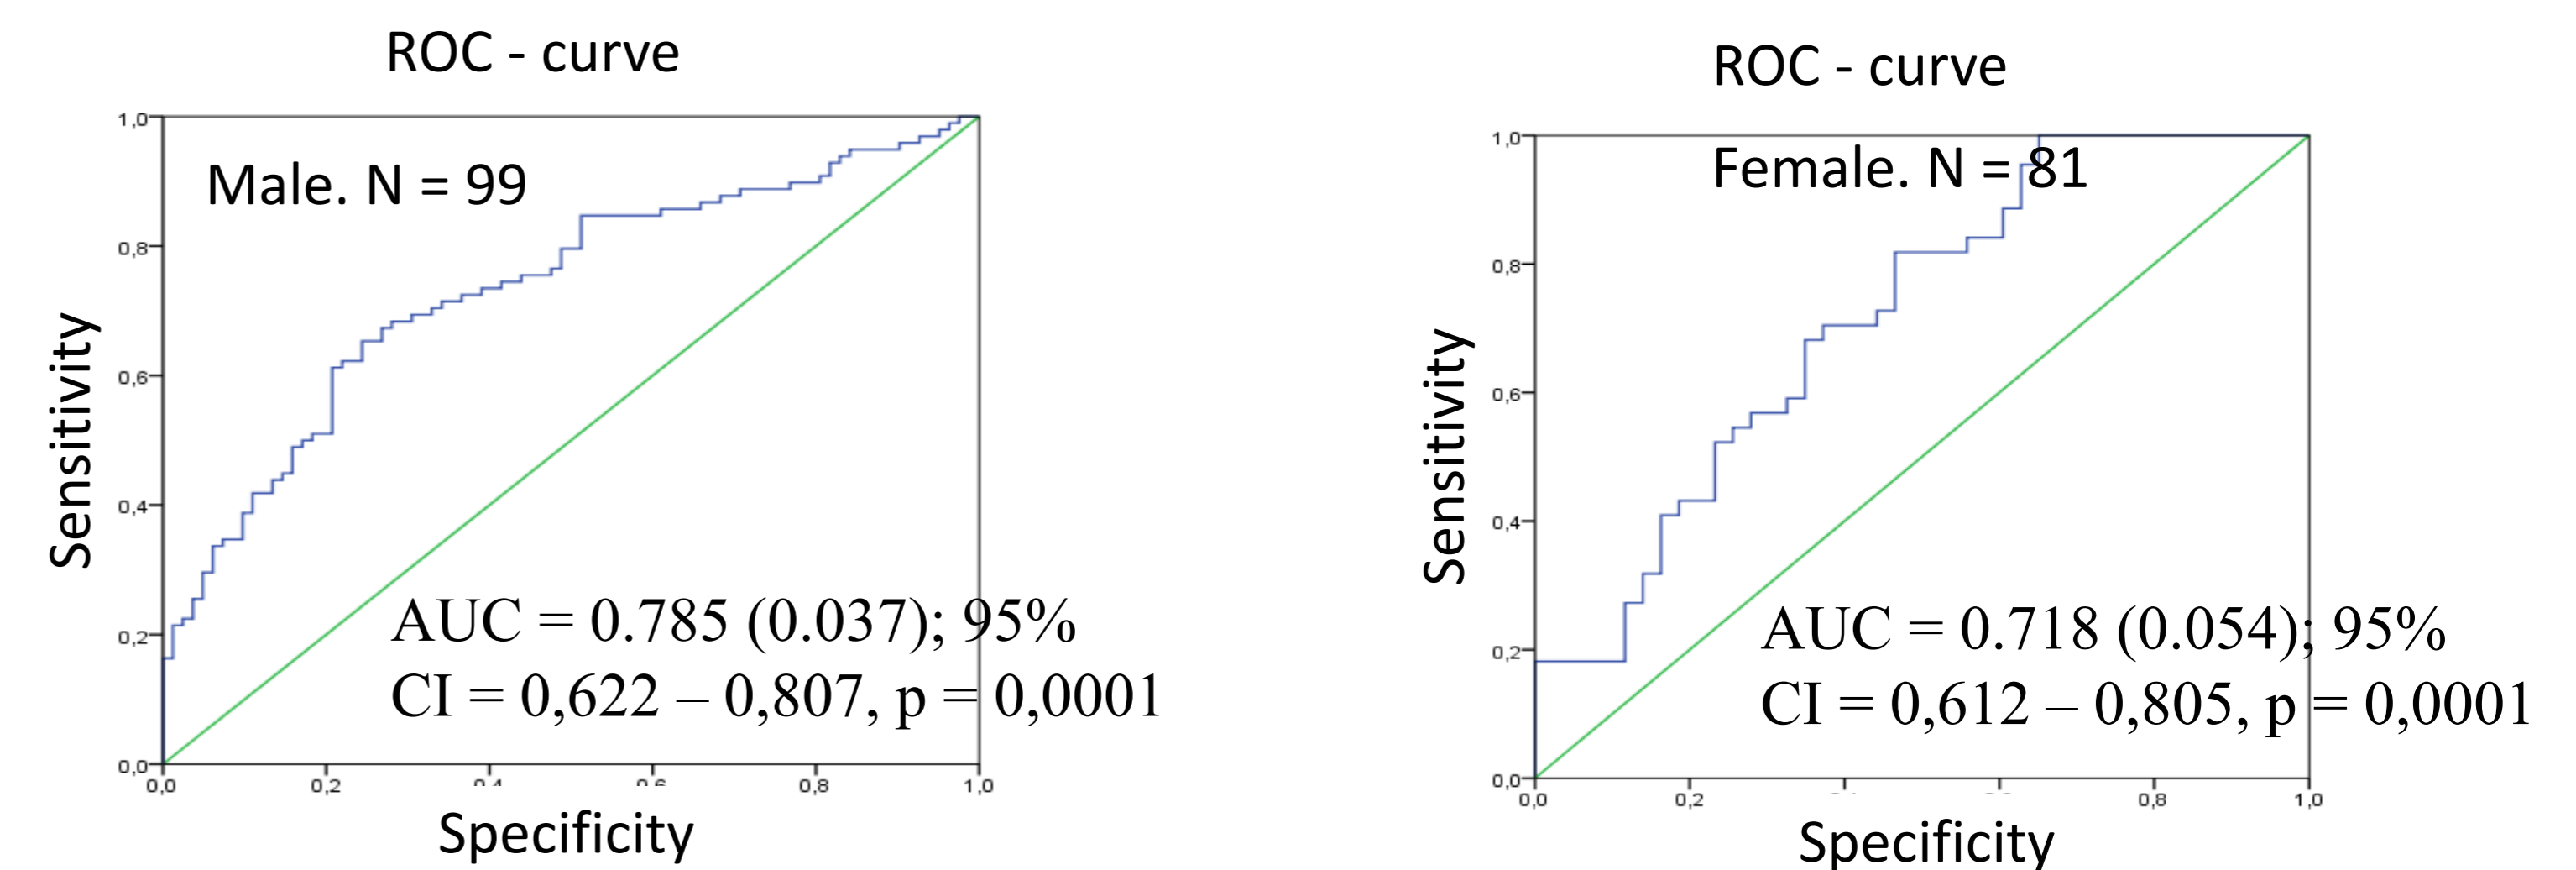 ROC - curve
Male. N = 99
Sensitivity
1,0
0,8
0,6
0,4
0,2
0,0
AUC = 0.785 (0.037); 95%
CI = 0,622 – 0,807, p = 0,0001
0,0 0,2 0,8 1,0
Specificity
ROC - curve
Female. N = 81
Sensitivity
1,0
0,8
0,6
0,4
0,2
0,0
AUC = 0.718 (0.054); 95%
CI = 0,612 – 0,805, p = 0,0001
0,0 0,2 0,8 1,0
Specificity